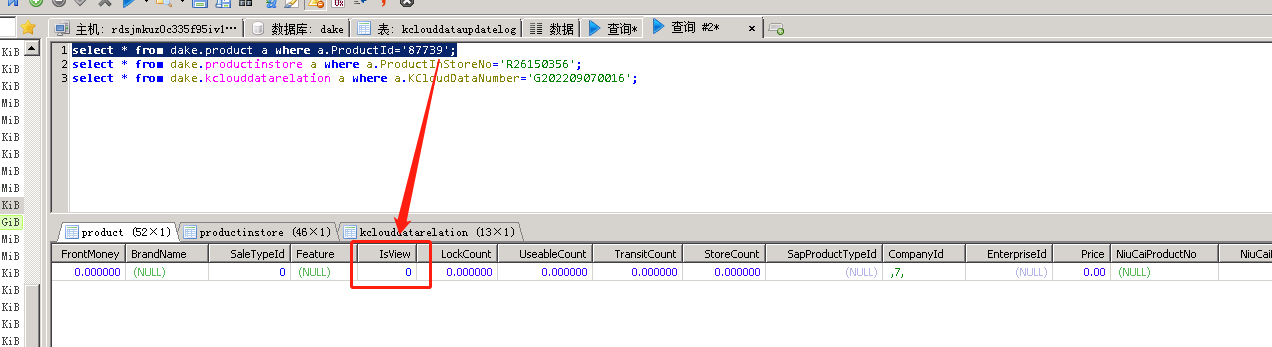 主机: rdsjmkuz0c335f95iv1··· 数据库: dake 表: kclouddataupdatelog 数据 查询* 查询 #2*
KiB
KiB
KiB
MiB
KiB
KiB
KiB
MiB
MiB
KiB
GiB
MiB
MiB
KiB
KiB
KiB
KiB
KiB
1 select * from dake.product a where a.ProductId='87739';
2 select * from dake.productinstore a where a.ProductInStoreNo='R26150356';
3 select * from dake.kclouddatarelation a where a.KCloudDataNumber='G202209070016';
product (52×1) productinstore (46×1) kclouddatarelation (13×1)
FrontMoney BrandName SaleTypeId Feature IsView LockCount UseableCount TransitCount StoreCount SapProductTypeId CompanyId EnterpriseId Price NiuCaiProductNo NiuCai
0.000000 (NULL) 0 (NULL) 0 0.000000 0.000000 0.000000 0.000000 (NULL) ,7, (NULL) 0.00 (NULL)